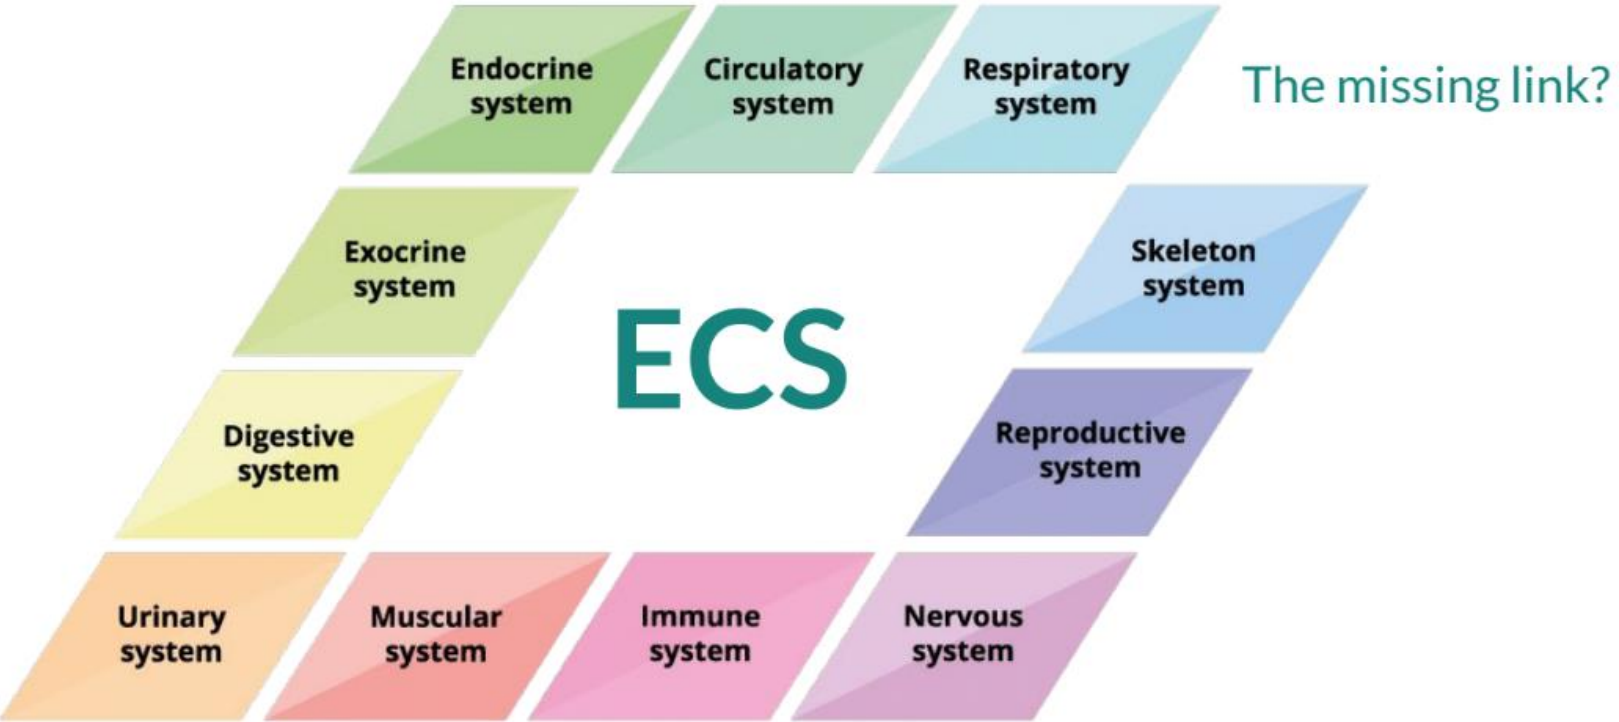 Endocrine
system
Circulatory
system
Respiratory
system
The missing link?
Exocrine
system
Skeleton
system
ECS
Digestive
system
Reproductive
system
Urinary
system
Muscular
system
Immune
system
Nervous
system